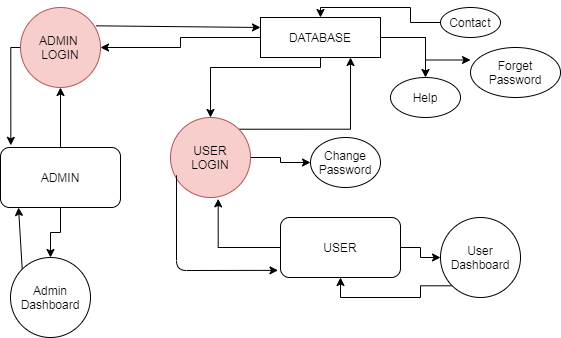 ADMIN
LOGIN
DATABASE
Contact
Forget
Password
Help
USER
LOGIN
Change
Password
ADMIN
USER
User
Dashboard
Admin
Dashboard